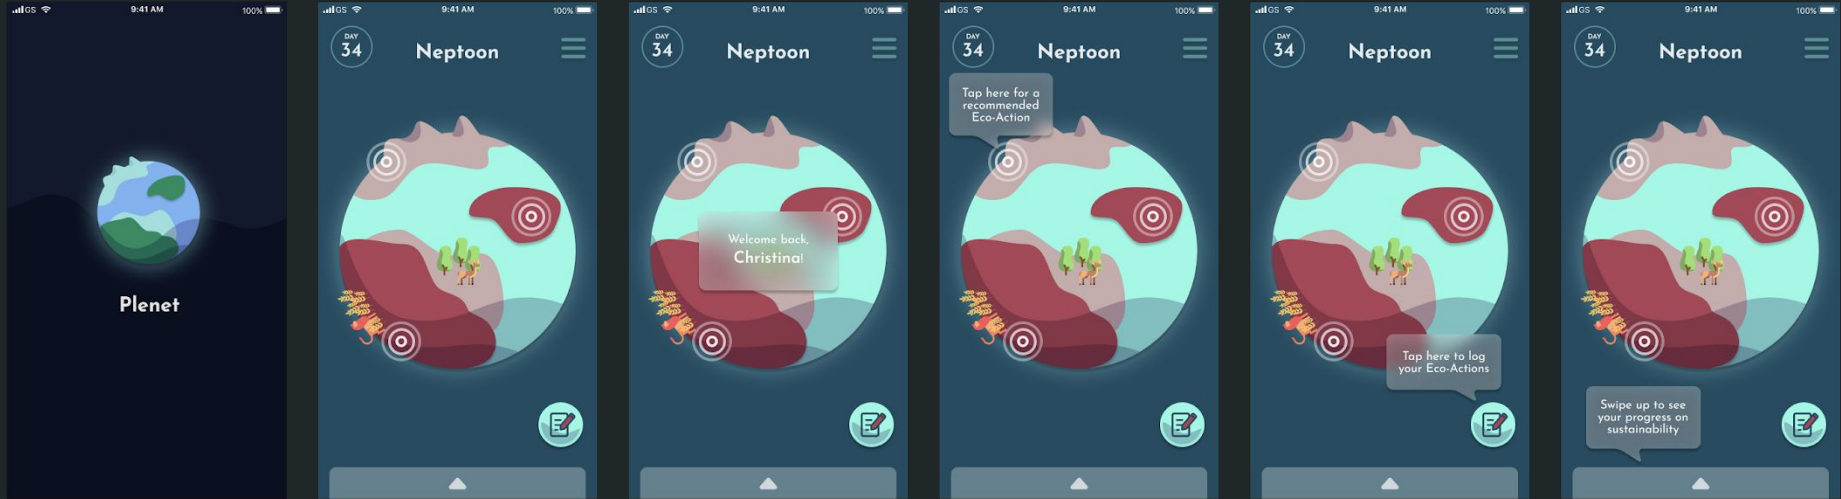 GS 9:41 AM 100%
Plenet
GS 9:41 AM 100%
DAY
34
Neptoon
GS 9:41 AM 100%
DAY
34
Neptoon
Welcome back,
Christina!
GS 9:41 AM 100%
DAY
34
Neptoon
Tap here for a
recommended
Eco-Action
GS 9:41 AM 100%
DAY
34
Neptoon
Tap here to log
your Eco-Actions
GS 9:41 AM 100%
DAY
34
Neptoon
Swipe up to see
your progress on
sustainability